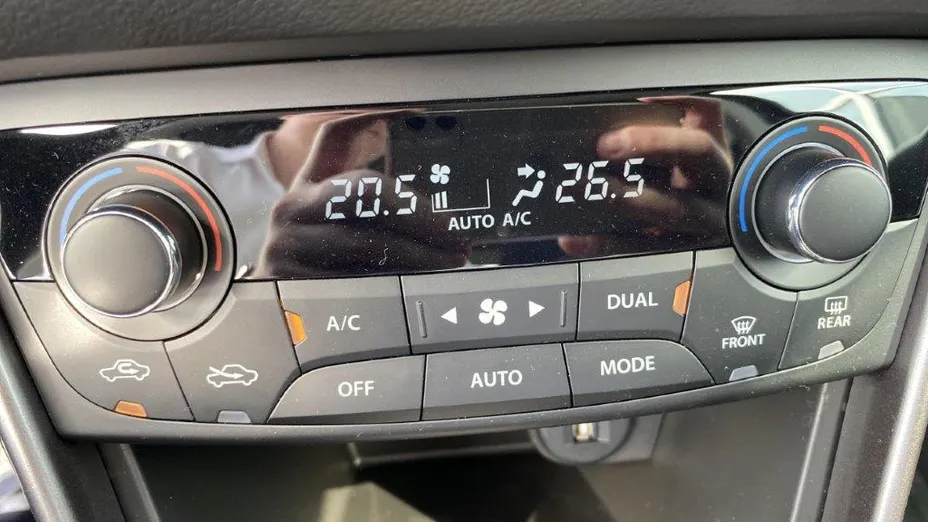 20.5 26.5
AUTO A/C
A/C
DUAL
FRONT
REAR
OFF
AUTO
MODE